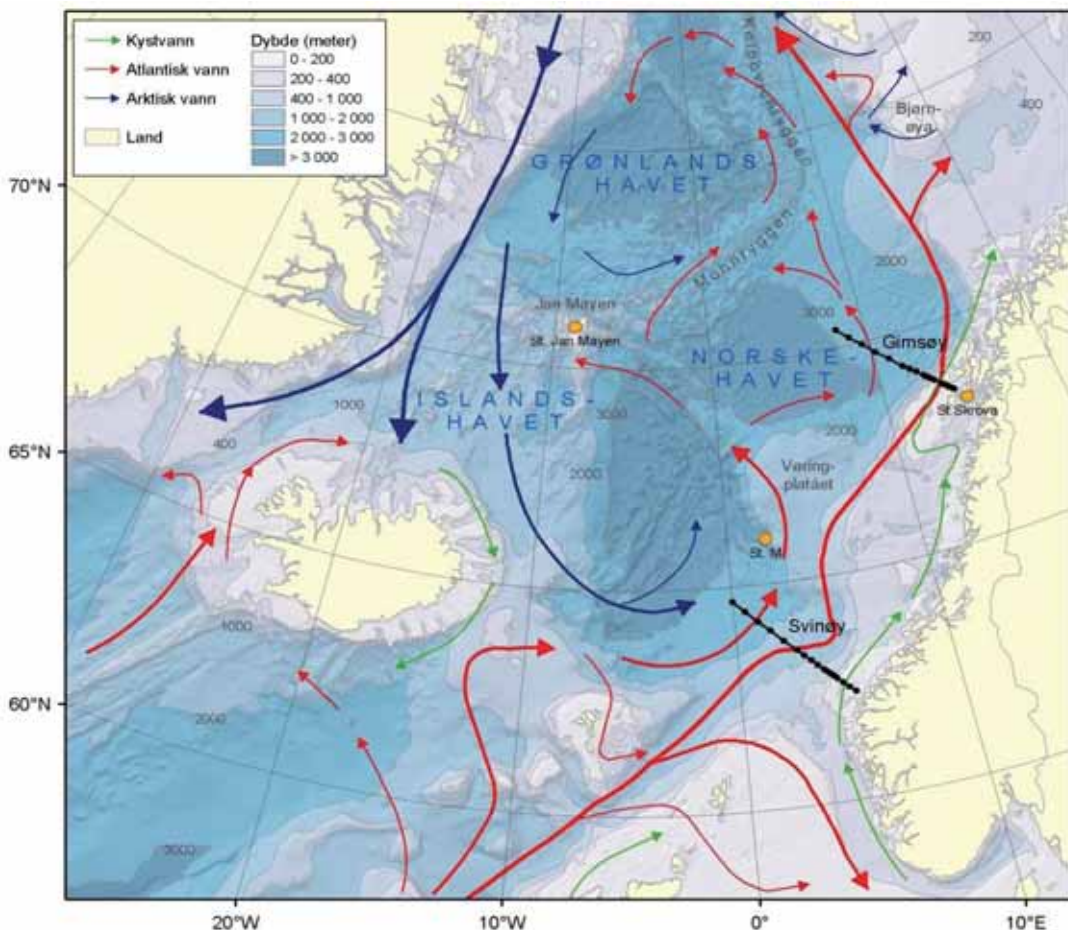 Kystvann
Atlantisk vann
Arktisk vann
Land
Dybde (meter)
0 - 200
200 - 400
400 - 1 000
1 000 - 2 000
2 000 - 3 000
> 3 000
70°N
65°N
60°N
20°W
10°W
0°
10°E
GRØNLANDS-
HAVET
Knipovichryggen
Mohnryggen
Bjørn-
øya
200
400
2000
3000
Jan Mayen
St. Jan Mayen
NORSKE-
HAVET
Gimsøy
St Skrova
ISLANDS-
HAVET
1000
400
3000
2000
2000
Vøring-
platået
St. M
Svinøy
1000
2000
3000